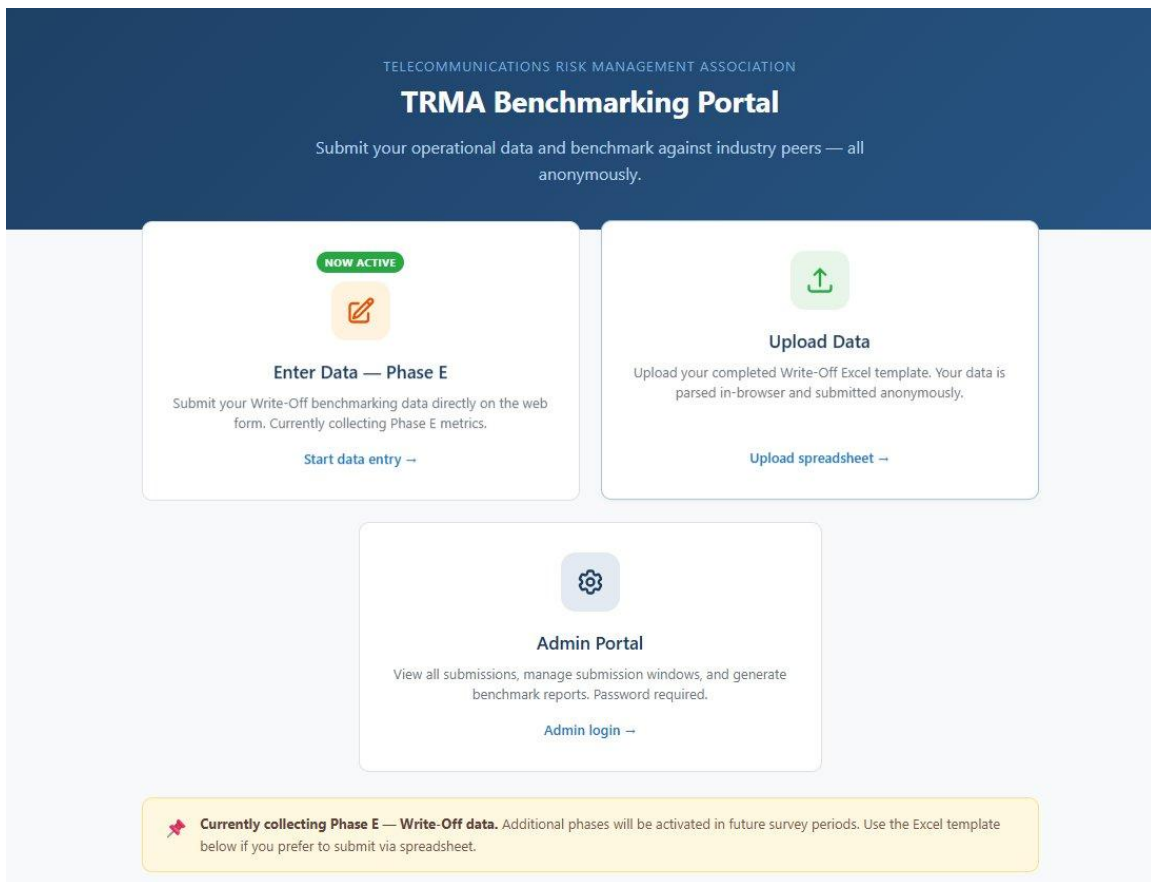 TELECOMMUNICATIONS RISK MANAGEMENT ASSOCIATION
TRMA Benchmarking Portal
Submit your operational data and benchmark against industry peers — all
anonymously.
NOW ACTIVE
Enter Data — Phase E
Submit your Write-Off benchmarking data directly on the web
form. Currently collecting Phase E metrics.
Start data entry →
Upload Data
Upload your completed Write-Off Excel template. Your data is
parsed in-browser and submitted anonymously.
Upload spreadsheet →
Admin Portal
View all submissions, manage submission windows, and generate
benchmark reports. Password required.
Admin login →
Currently collecting Phase E — Write-Off data. Additional phases will be activated in future survey periods. Use the Excel template
below if you prefer to submit via spreadsheet.